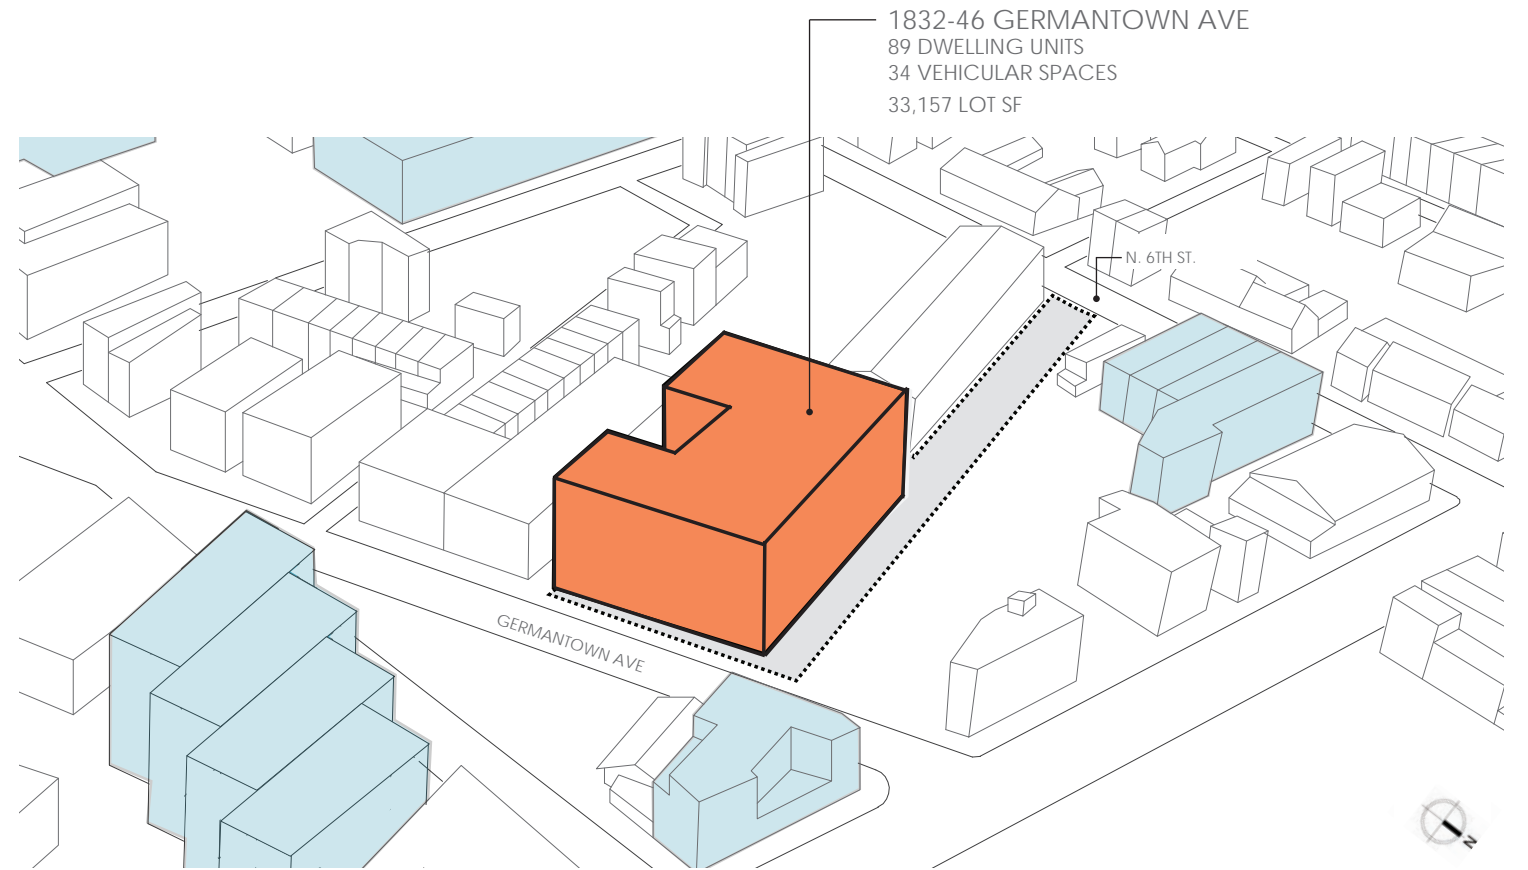 1832-46 GERMANTOWN AVE
89 DWELLING UNITS
34 VEHICULAR SPACES
33,157 LOT SF
N. 6TH ST.
GERMANTOWN AVE
N